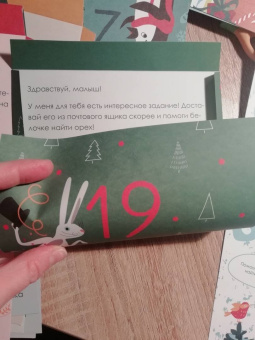 Здравствуй, малыш!
У меня для тебя есть интересное задание! Доста-
вай его из почтового ящика скорее и помоги бе-
лочке найти орех!
19